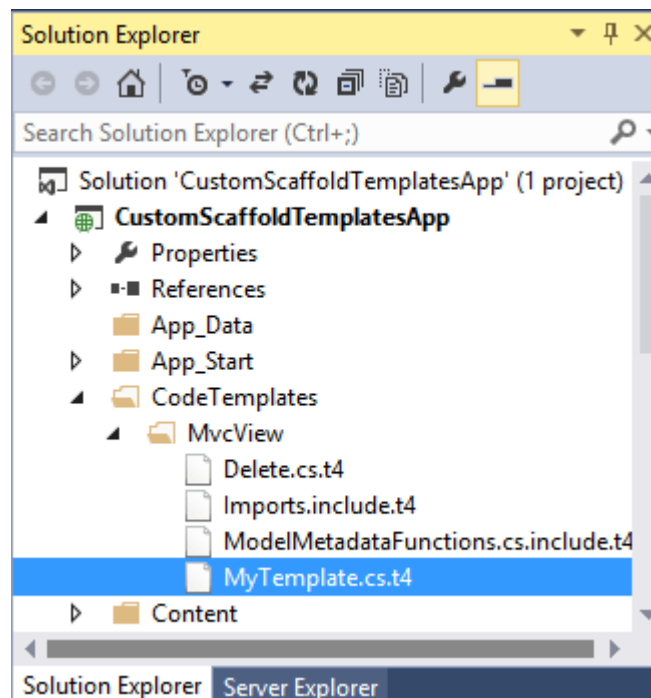 Solution Explorer
Search Solution Explorer (Ctrl+;)
Solution 'CustomScaffoldTemplatesApp' (1 project)
CustomScaffoldTemplatesApp
Properties
References
App_Data
App_Start
CodeTemplates
MvcView
Delete.cs.t4
Imports.include.t4
ModelMetadataFunctions.cs.include.t4
MyTemplate.cs.t4
Content
Solution Explorer Server Explorer